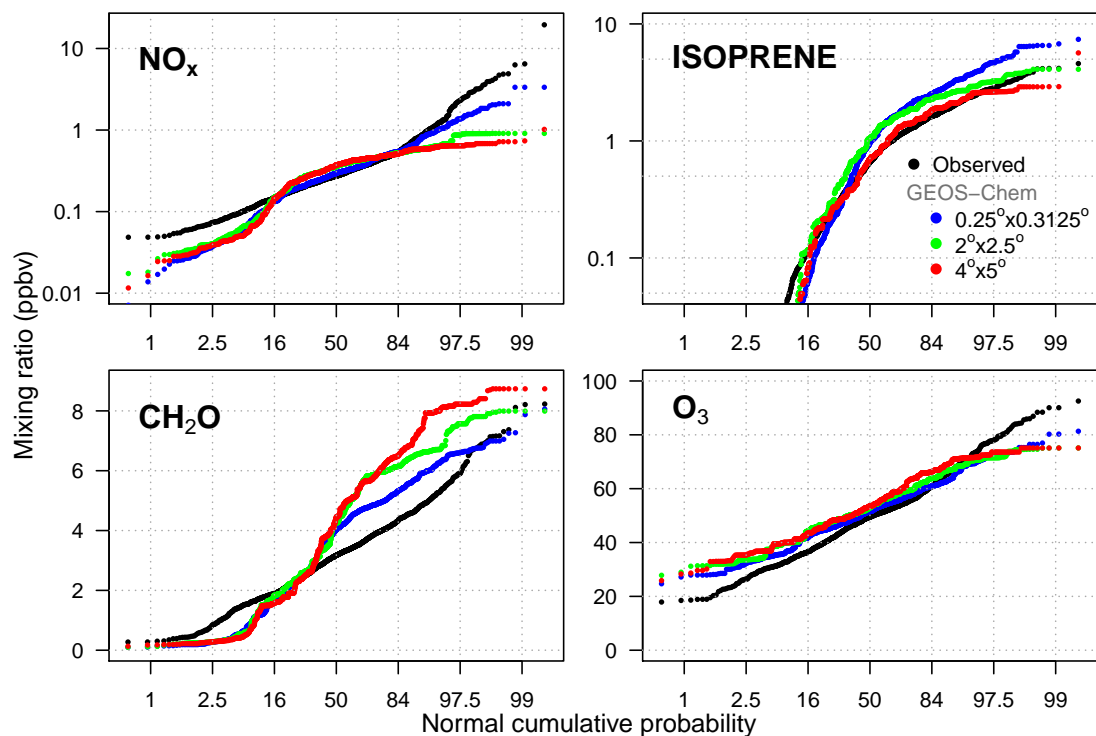 NOx
10
1
0.1
0.01
1 2.5 16 50 84 97.5 99
ISOPRENE
10
1
0.1
Observed
GEOS−Chem
0.25°x0.3125°
2°x2.5°
4°x5°
1 2.5 16 50 84 97.5 99
Mixing ratio (ppbv)
CH2O
8
6
4
2
0
1 2.5 16 50 84 97.5 99
O3
100
80
60
40
20
0
1 2.5 16 50 84 97.5 99
Normal cumulative probability